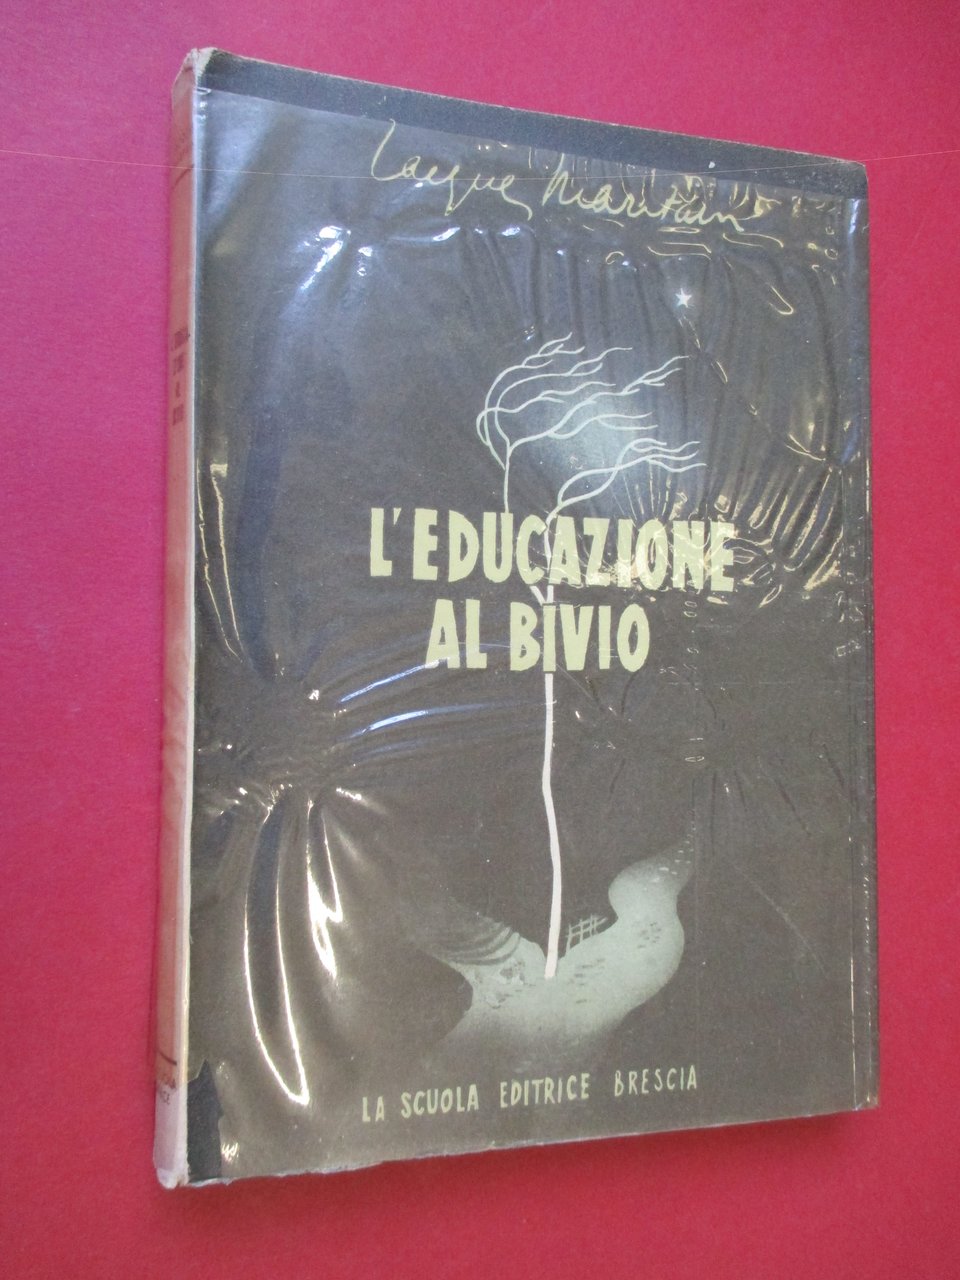 Jacques Maritain
L'EDUCAZIONE
AL BIVIO
LA SCUOLA EDITRICE BRESCIA